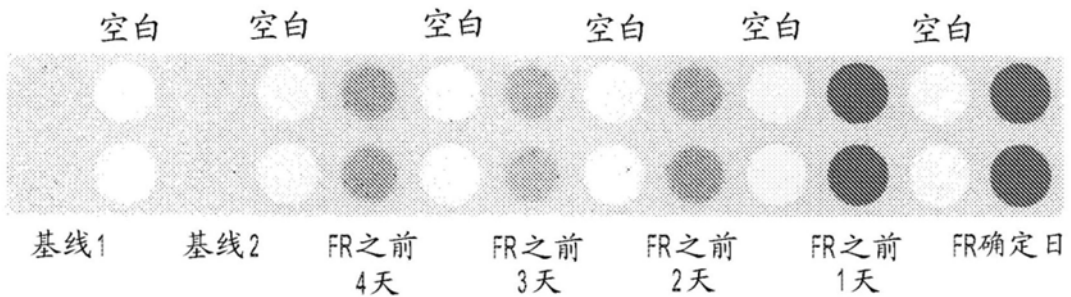 空白 空白 空白 空白 空白 空白
基线1 基线2 FR之前 FR之前 FR之前 FR之前 FR确定日
4天 3天 2天 1天